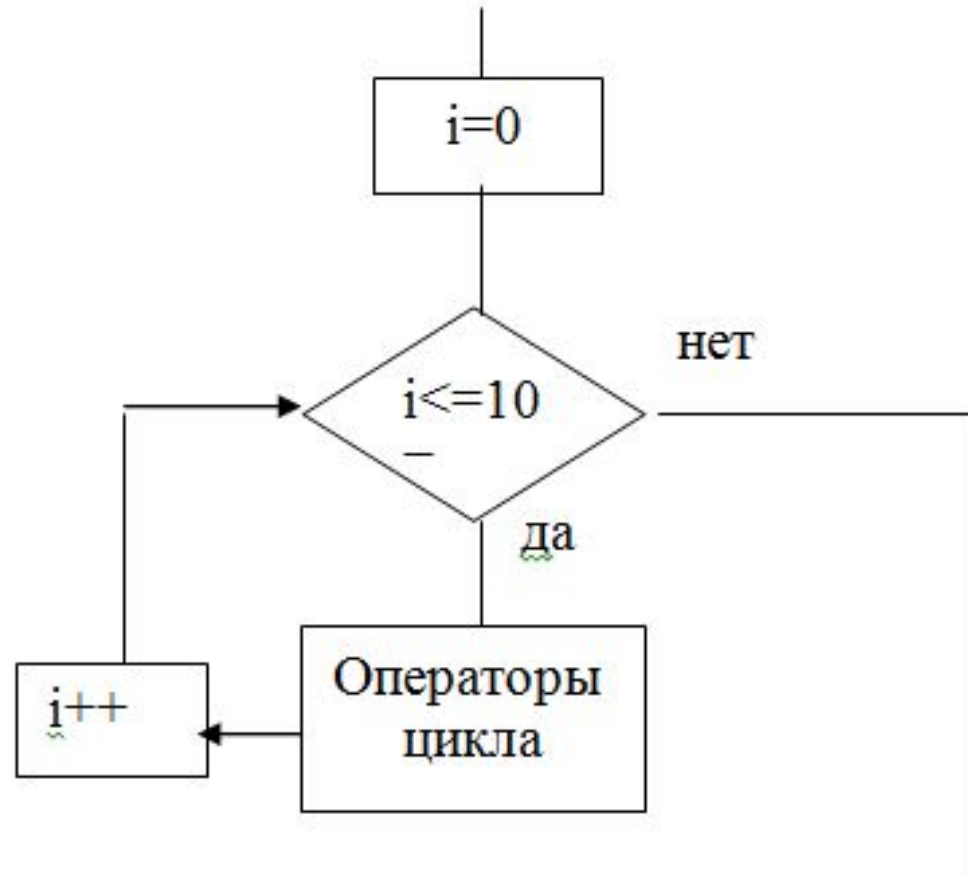 i=0
нет
i<=10
–
да
Операторы
цикла
i++